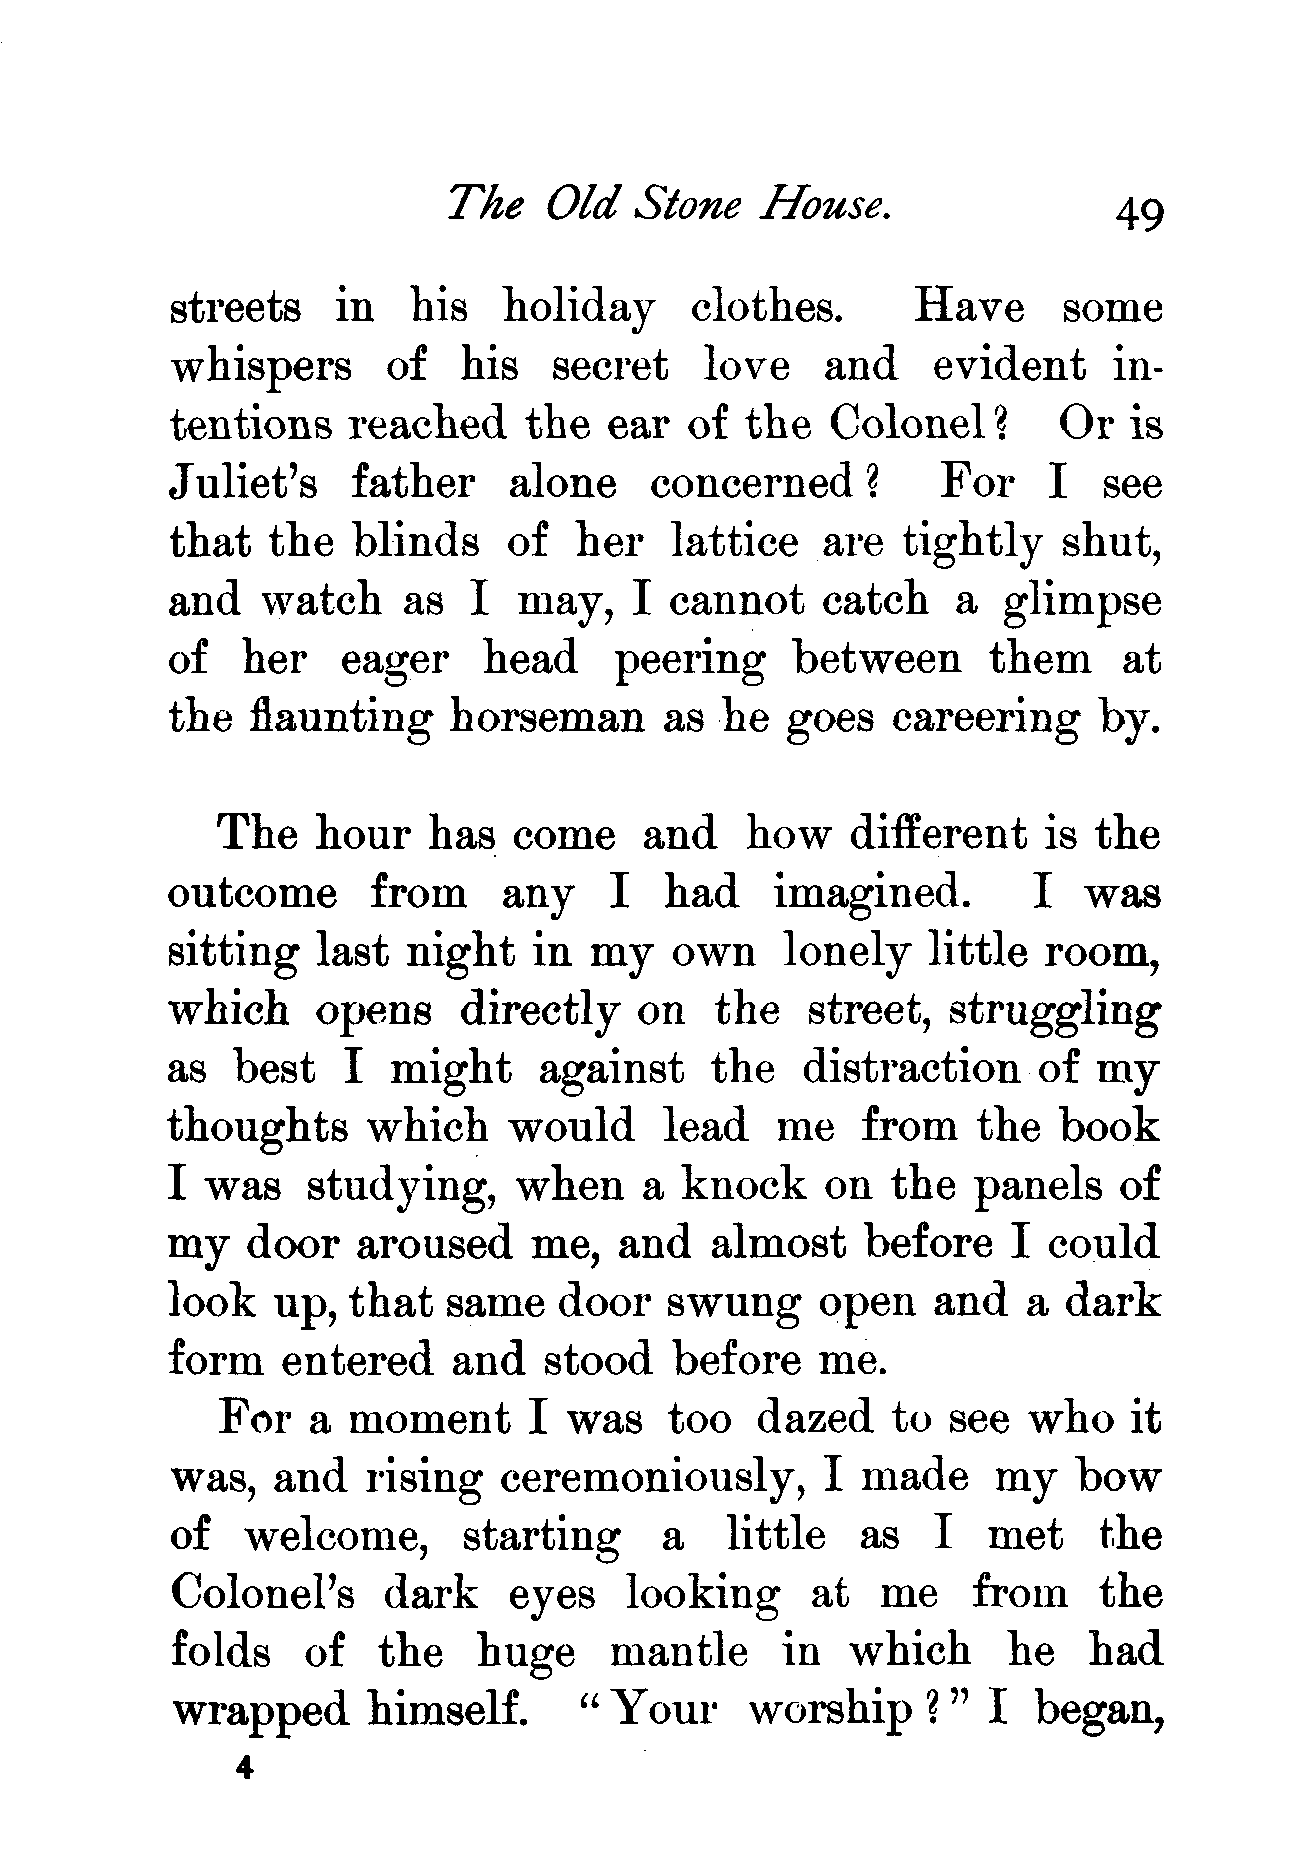 The Old Stone House. 49
streets in his holiday clothes. Have some
whispers of his secret love and evident in-
tentions reached the ear of the Colonel? Or is
Juliet's father alone concerned? For I see
that the blinds of her lattice are tightly shut,
and watch as I may, I cannot catch a glimpse
of her eager head peering between them at
the flaunting horseman as he goes careering by.
The hour has come and how different is the
outcome from any I had imagined. I was
sitting last night in my own lonely little room,
which opens directly on the street, struggling
as best I might against the distraction of my
thoughts which would lead me from the book
I was studying, when a knock on the panels of
my door aroused me, and almost before I could
look up, that same door swung open and a dark
form entered and stood before me.
For a moment I was too dazed to see who it
was, and rising ceremoniously, I made my bow
of welcome, starting a little as I met the
Colonel's dark eyes looking at me from the
folds of the huge mantle in which he had
wrapped himself. "Your worship?" I began,
4